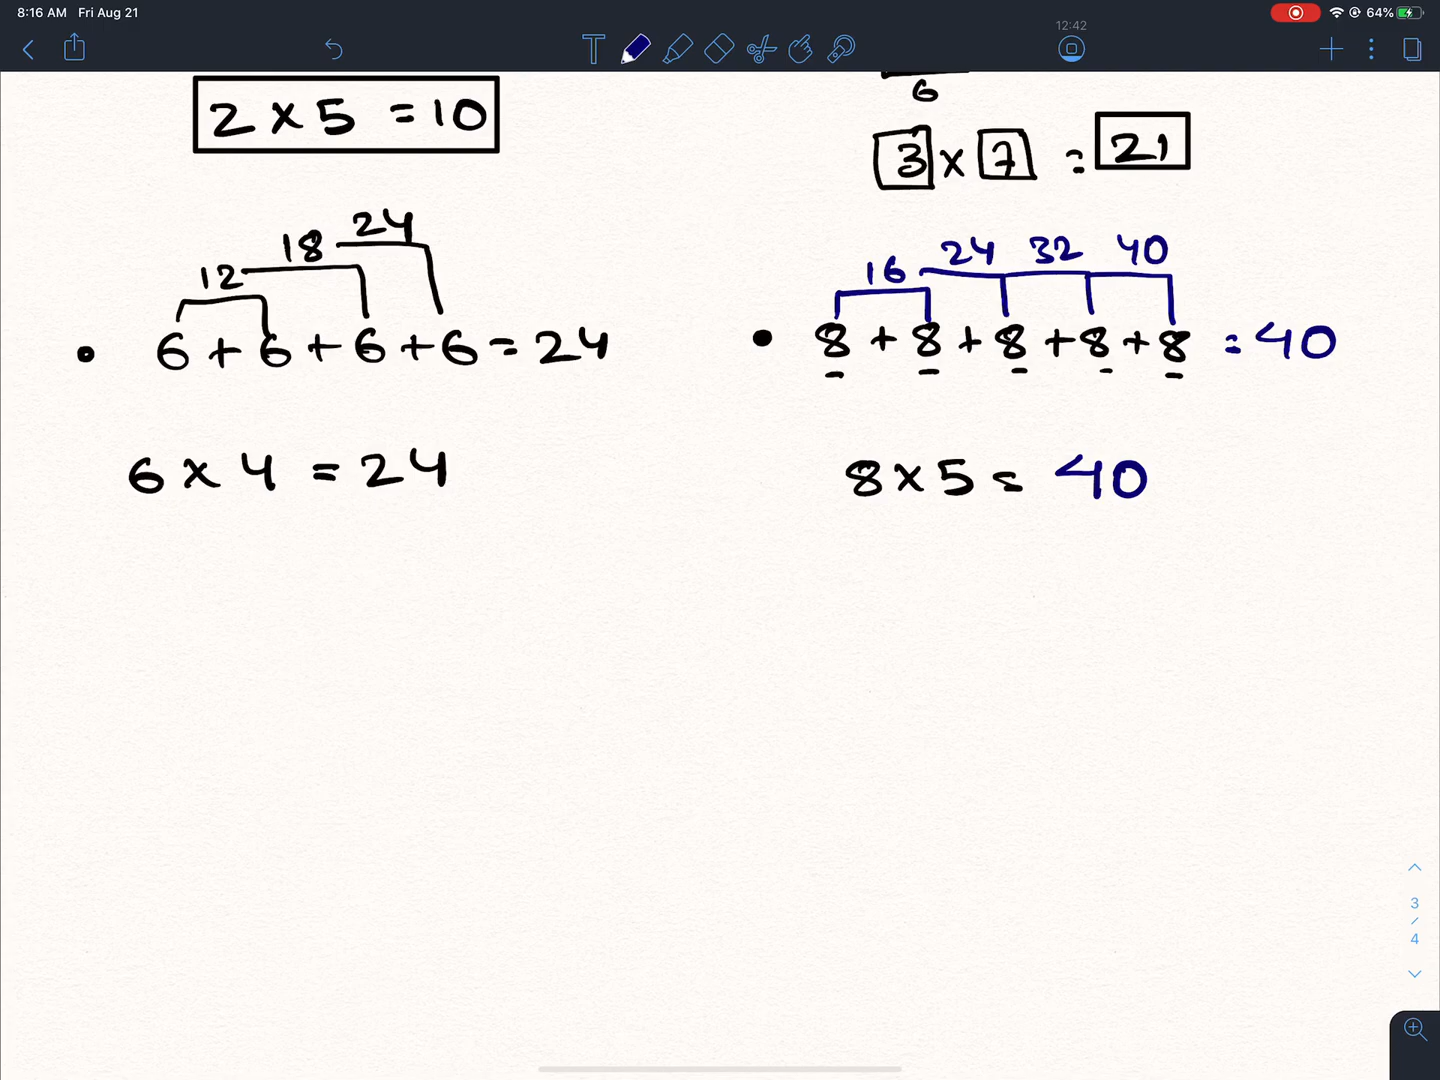 8:16 AM Fri Aug 21
64%
12:42
T
2 x 5 = 10
6
3 x 7 = 21
12 18 24
• 6 + 6 + 6 + 6 = 24
6 x 4 = 24
16 24 32 40
• 8 + 8 + 8 + 8 + 8 = 40
8 x 5 = 40
3
/
4